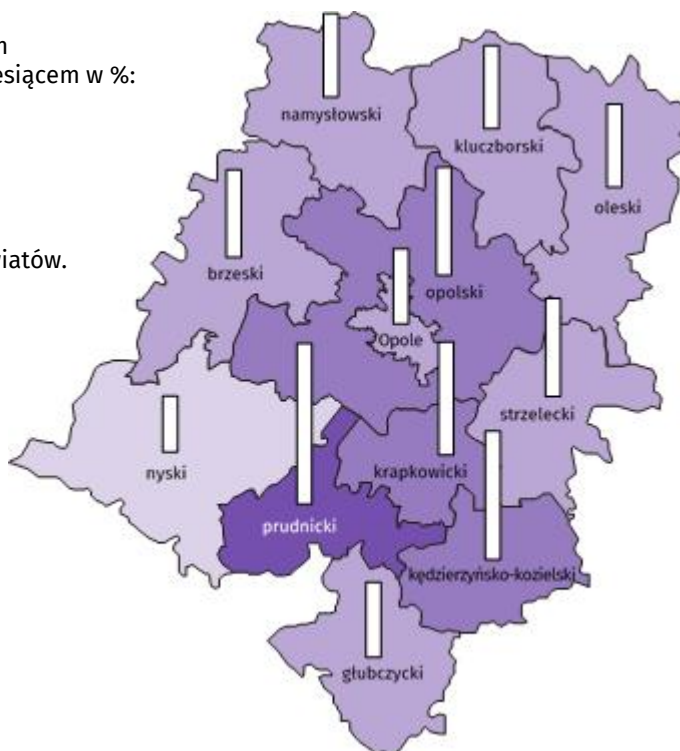 esiącem w %:
iatów.
namysłowski
kluczborski
oleski
brzeski
opolski
Opole
strzelecki
nyski
krapkowicki
prudnicki
kędzierzyńsko-kozielski
głubczycki